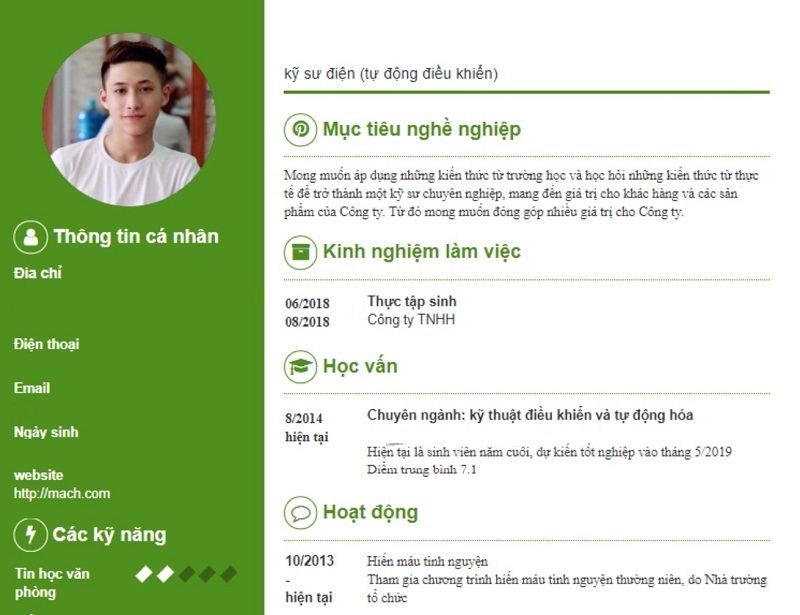 Thông tin cá nhân
Đia chỉ
Điện thoại
Email
Ngày sinh
website
http://mach.com
Các kỹ năng
Tin học văn
phòng
kỹ sư điện (tự động điều khiển)
Mục tiêu nghề nghiệp
Mong muốn áp dụng những kiến thức từ trường học và học hỏi những kiến thức từ thực
tế để trở thành một kỹ sư chuyên nghiệp, mang đến giá trị cho khác hàng và các sản
phẩm của Công ty. Từ đó mong muốn đóng góp nhiều giá trị cho Công ty.
Kinh nghiệm làm việc
06/2018
08/2018
Thực tập sinh
Công ty TNHH
Học vấn
8/2014
hiện tại
Chuyên ngành: kỹ thuật điều khiển và tự động hóa
Hiện tại là sinh viên năm cuối, dự kiến tốt nghiệp vào tháng 5/2019
Điểm trung bình 7.1
Hoạt động
10/2013
-
hiện tại
Hiến máu tình nguyện
Tham gia chương trình hiến máu tình nguyện thường niên, do Nhà trường
tổ chức